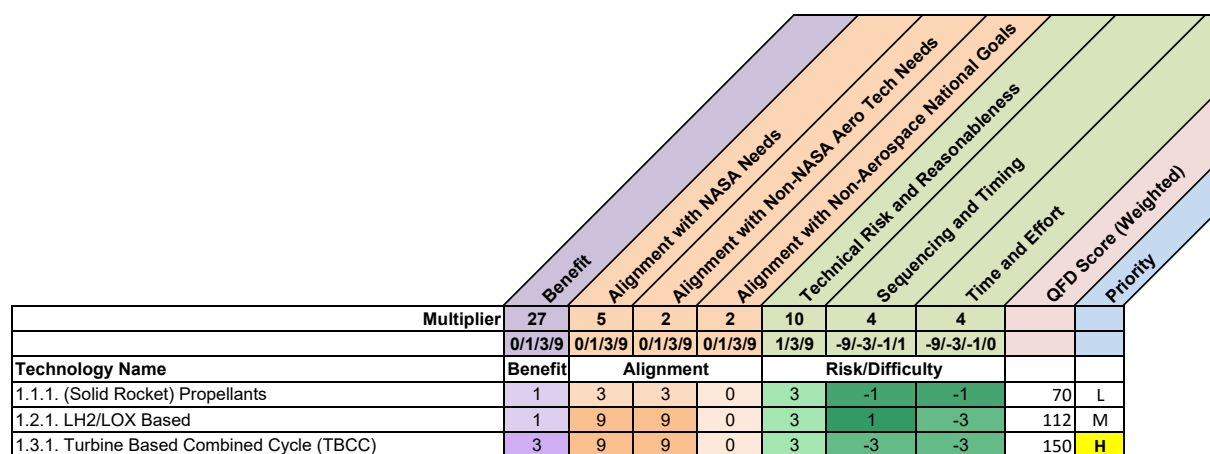 Benefit
Alignment with NASA Needs
Alignment with Non-NASA Aero Tech Needs
Alignment with Non-Aerospace National Goals
Technical Risk and Reasonableness
Sequencing and Timing
Time and Effort
QFD Score (Weighted)
Priority
Multiplier 27 5 2 2 10 4 4
0/1/3/9 0/1/3/9 0/1/3/9 0/1/3/9 1/3/9 -9/-3/-1/1 -9/-3/-1/0
Technology Name Benefit Alignment Risk/Difficulty
1.1.1. (Solid Rocket) Propellants 1 3 3 0 3 -1 -1 70 L
1.2.1. LH2/LOX Based 1 9 9 0 3 1 -3 112 M
1.3.1. Turbine Based Combined Cycle (TBCC) 3 9 9 0 3 -3 -3 150 H